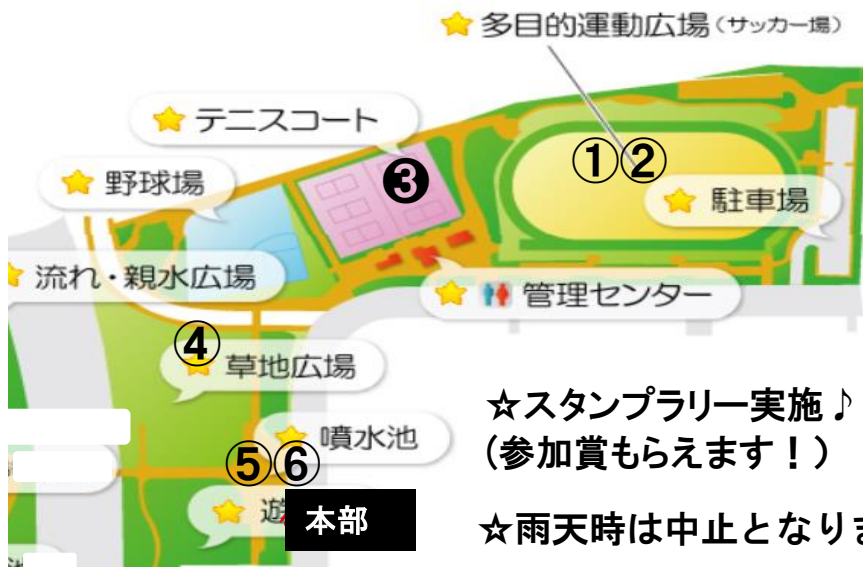 多目的運動広場(サッカー場)
テニスコート
①②
❸
野球場
駐車場
流れ・親水広場
管理センター
④
草地広場
☆スタンプラリー実施♪
(参加賞もらえます!)
噴水池
⑤⑥
遊
本部
☆雨天時は中止となりま